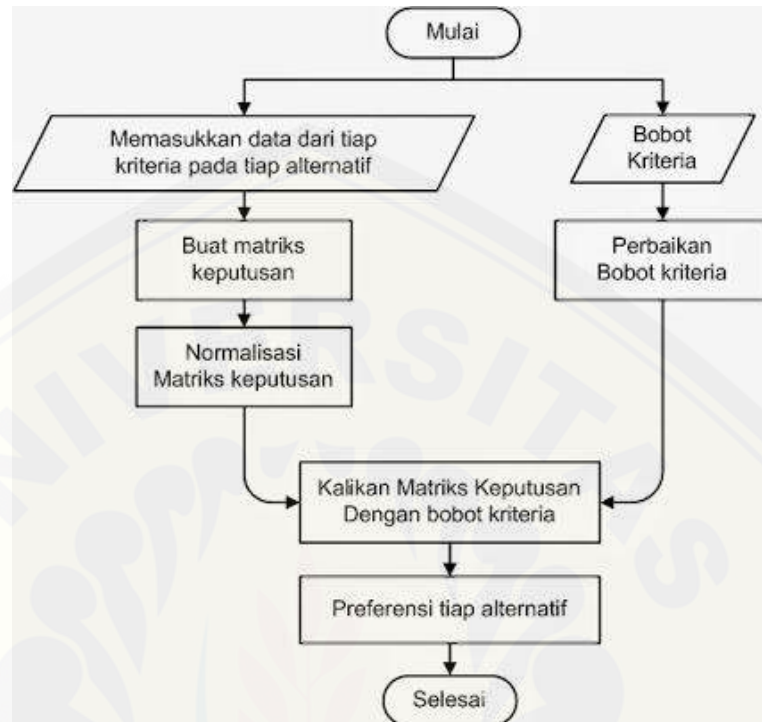 Mulai
Memasukkan data dari tiap
kriteria pada tiap alternatif
Bobot
Kriteria
Buat matriks
keputusan
Perbaikan
Bobot kriteria
Normalisasi
Matriks keputusan
Kalikan Matriks Keputusan
Dengan bobot kriteria
Preferensi tiap alternatif
Selesai
UNIVERSITAS